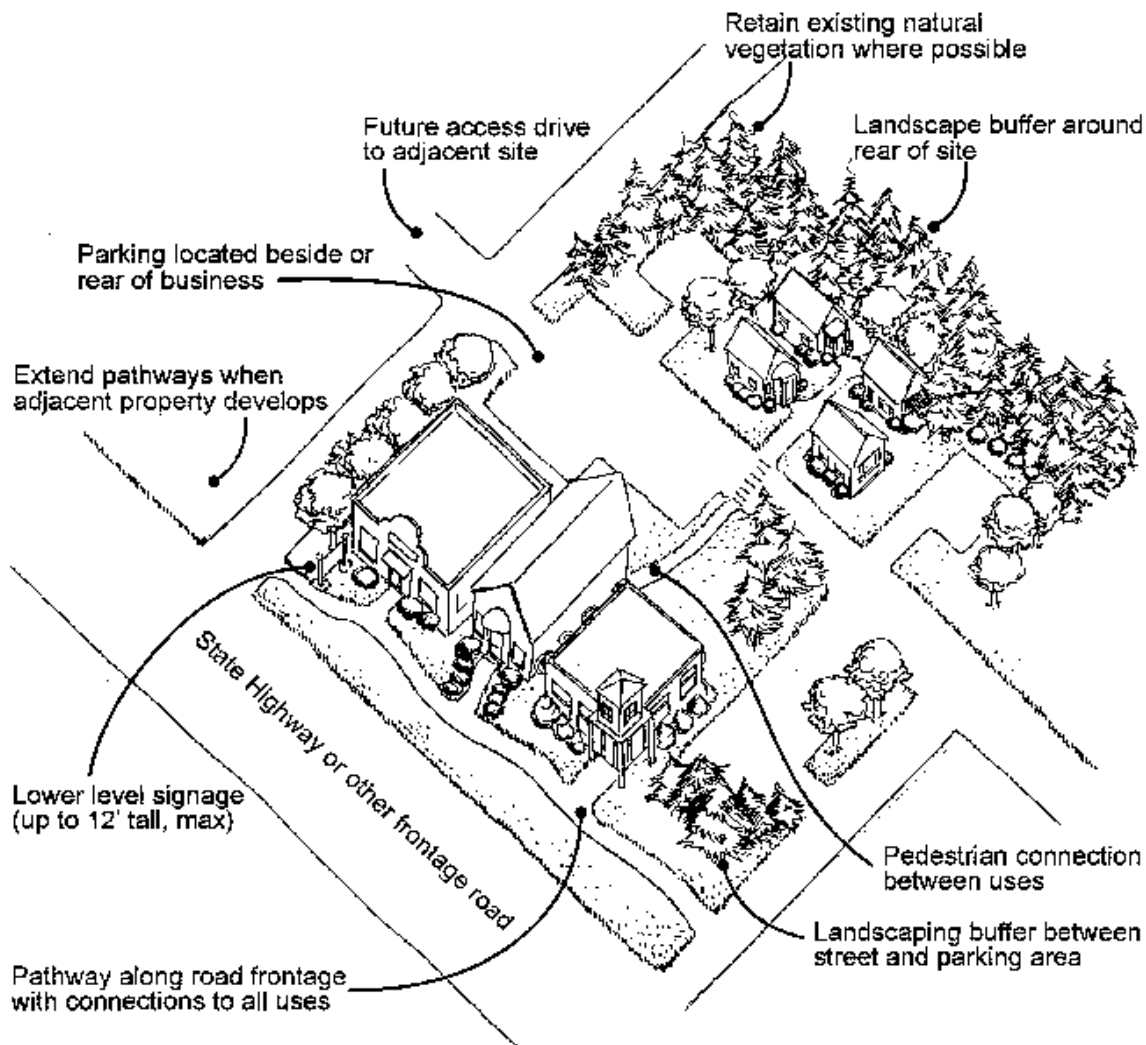 Retain existing natural
vegetation where possible
Future access drive
to adjacent site
Landscape buffer around
rear of site
Parking located beside or
rear of business
Extend pathways when
adjacent property develops
State Highway or other frontage road
Lower level signage
(up to 12' tall, max)
Pedestrian connection
between uses
Landscaping buffer between
street and parking area
Pathway along road frontage
with connections to all uses